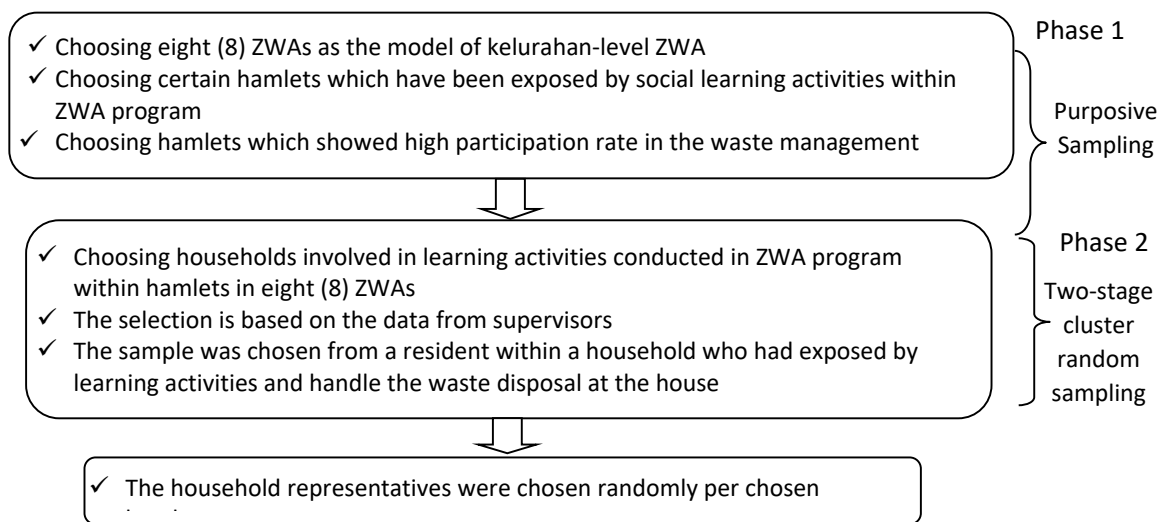 Phase 1
✓ Choosing eight (8) ZWAs as the model of kelurahan-level ZWA
✓ Choosing certain hamlets which have been exposed by social learning activities within
ZWA program
✓ Choosing hamlets which showed high participation rate in the waste management
Purposive
Sampling
Phase 2
✓ Choosing households involved in learning activities conducted in ZWA program
within hamlets in eight (8) ZWAs
✓ The selection is based on the data from supervisors
✓ The sample was chosen from a resident within a household who had exposed by
learning activities and handle the waste disposal at the house
Two-stage
cluster
random
sampling
✓ The household representatives were chosen randomly per chosen